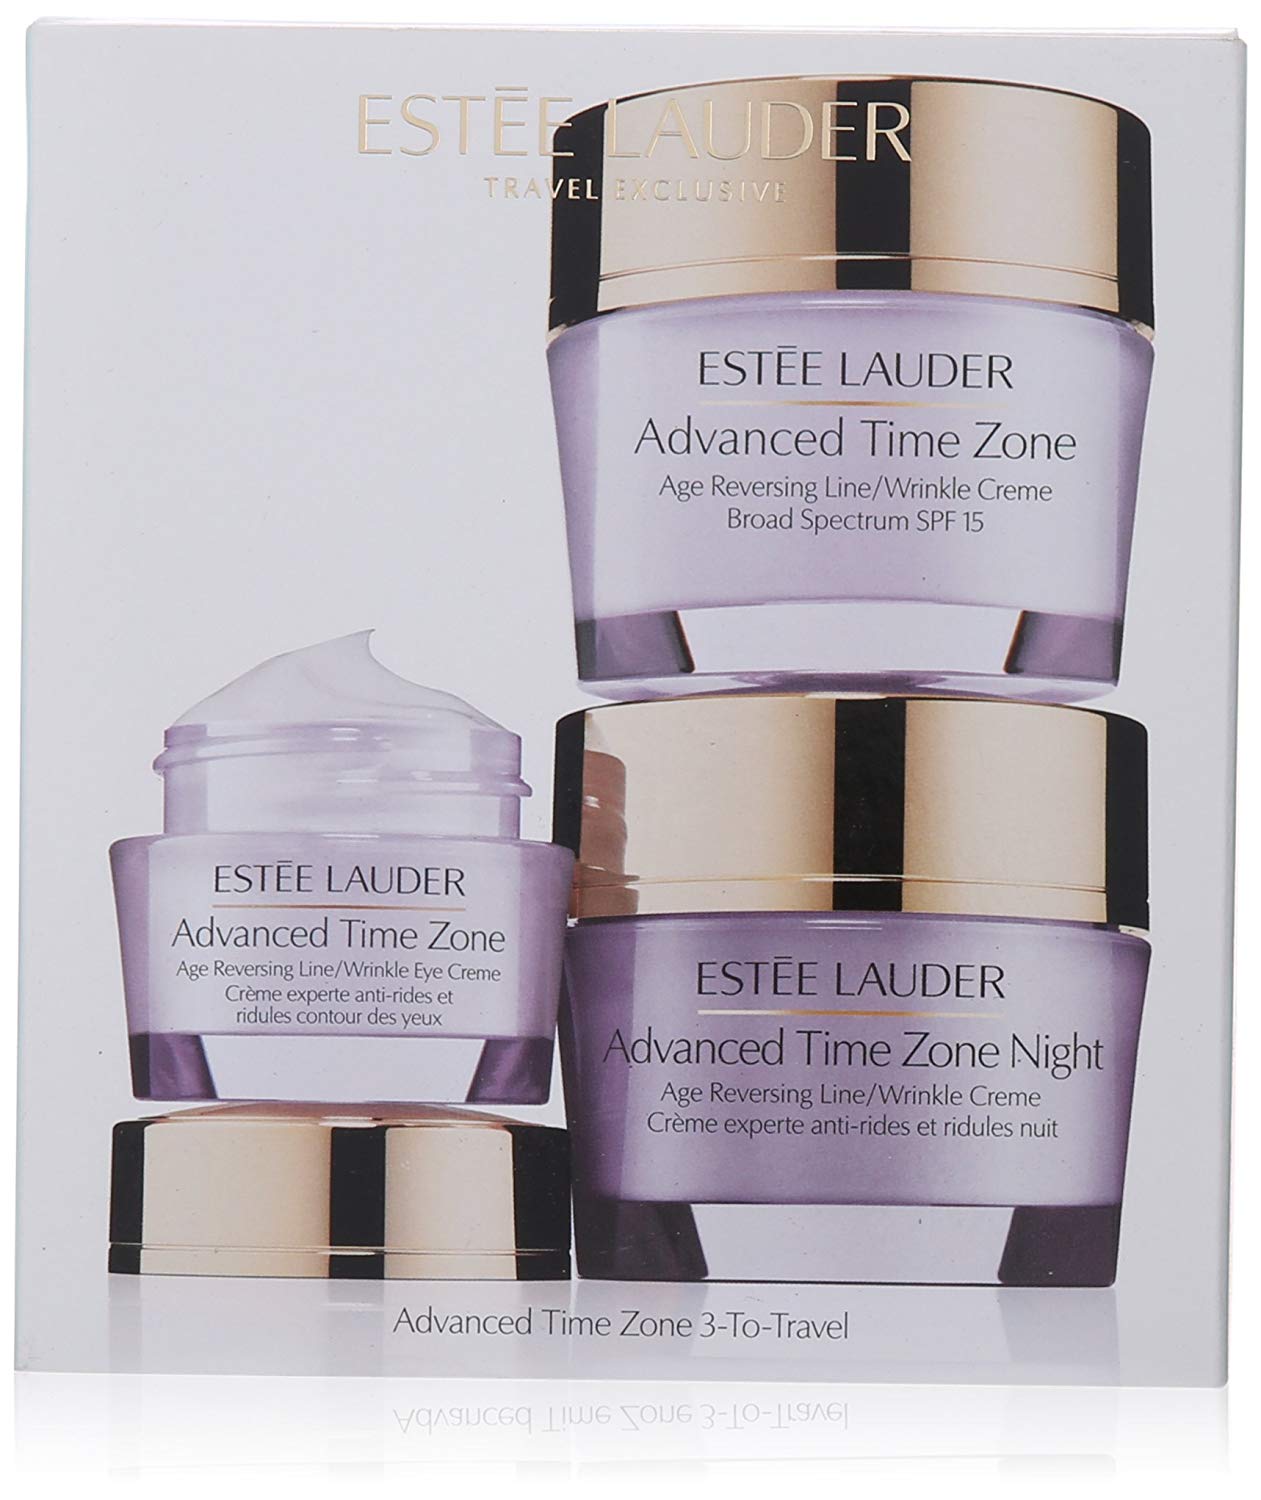 ESTĒE LAUDER
TRAVEL EXCLUSIVE
ESTĒE LAUDER
Advanced Time Zone
Age Reversing Line/Wrinkle Creme
Broad Spectrum SPF 15
ESTĒE LAUDER
Advanced Time Zone
Age Reversing Line/Wrinkle Eye Creme
Crème experte anti-rides et
ridules contour des yeux
ESTĒE LAUDER
Advanced Time Zone Night
Age Reversing Line/Wrinkle Creme
Crème experte anti-rides et ridules nuit
Advanced Time Zone 3-To-Travel